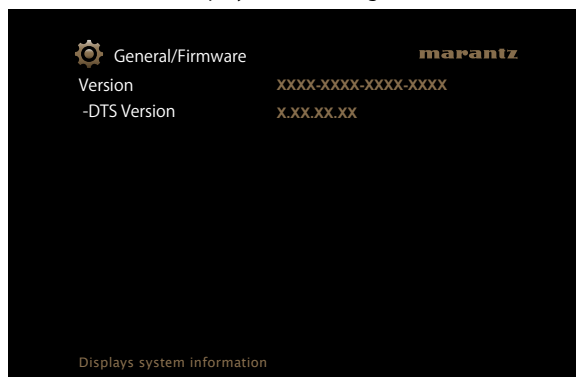 General/Firmware
marantz
Version XXXX-XXXX-XXXX-XXXX
-DTS Version X.XX.XX.XX
Displays system information